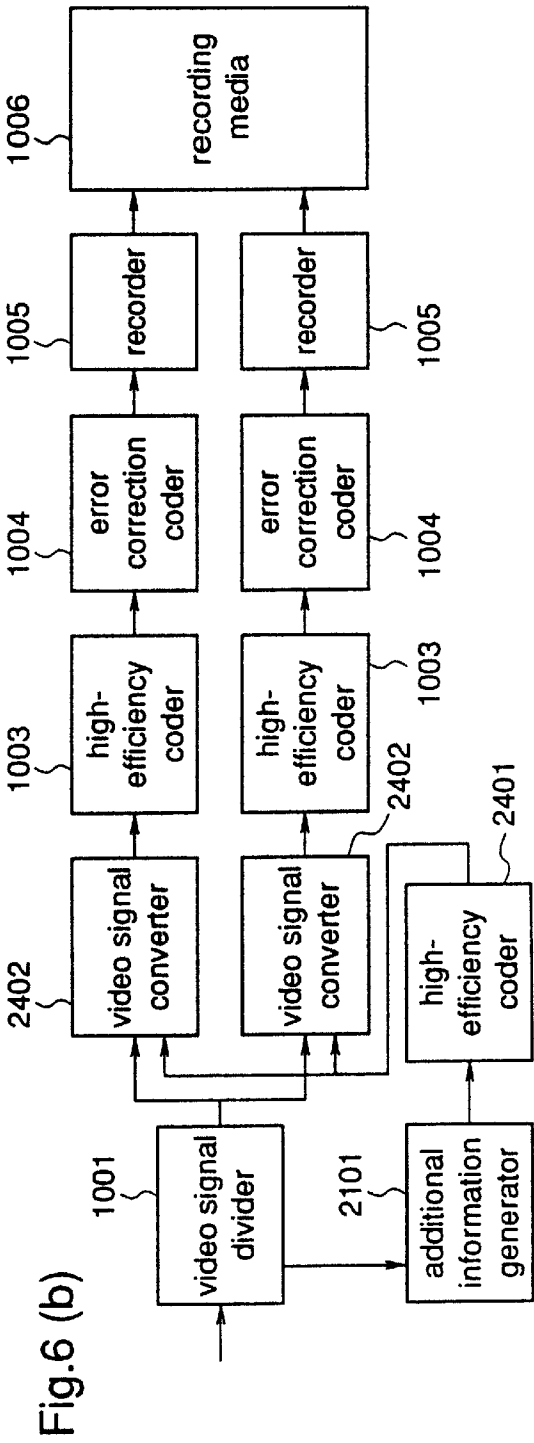 Fig.6 (b)
1001
video signal
divider
2402
video signal
converter
1003
high-
efficiency
coder
1004
error
correction
coder
1005
recorder
1006
recording
media
video signal
converter
2402
high-
efficiency
coder
1003
error
correction
coder
1004
recorder
1005
2101
additional
information
generator
high-
efficiency
coder
2401